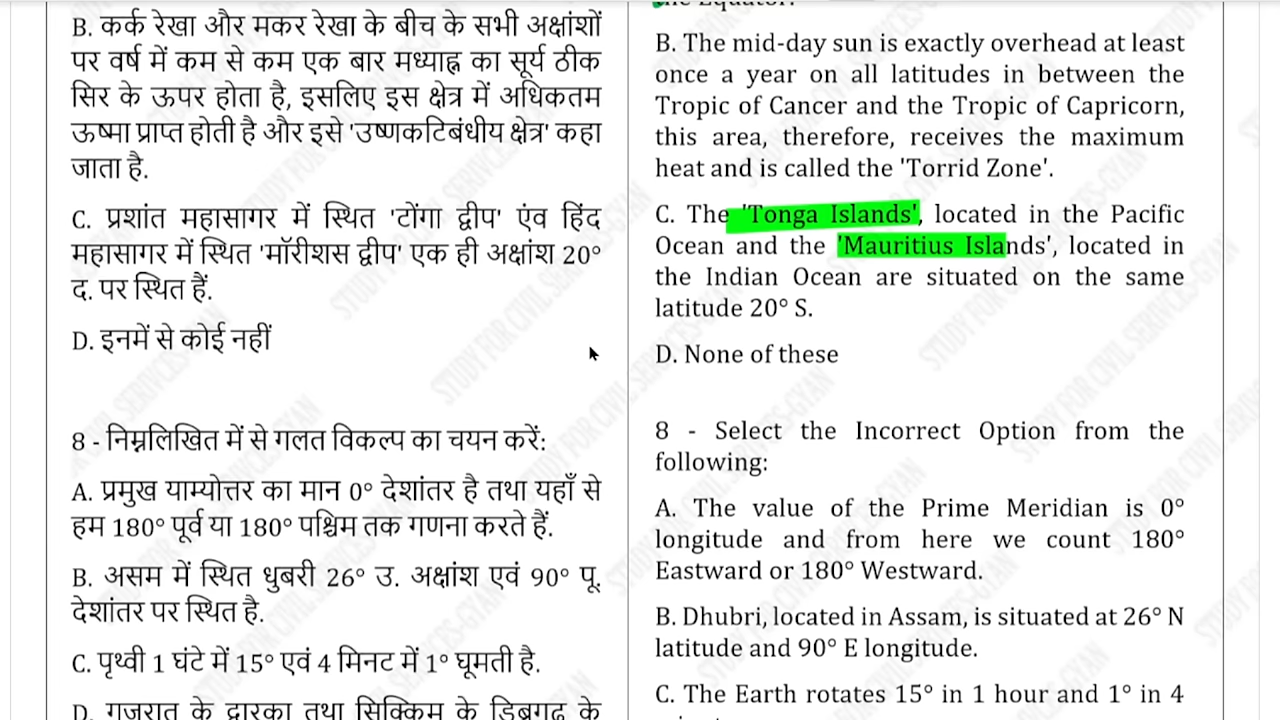 B. कर्क रेखा और मकर रेखा के बीच के सभी अक्षांशों
पर वर्ष में कम से कम एक बार मध्याह्न का सूर्य ठीक
सिर के ऊपर होता है, इसलिए इस क्षेत्र में अधिकतम
ऊष्मा प्राप्त होती है और इसे 'उष्णकटिबंधीय क्षेत्र' कहा
जाता है.
C. प्रशांत महासागर में स्थित 'टोंगा द्वीप' एंव हिंद
महासागर में स्थित 'मॉरीशस द्वीप' एक ही अक्षांश 20°
द. पर स्थित हैं.
D. इनमें से कोई नहीं
8 - निम्नलिखित में से गलत विकल्प का चयन करें:
A. प्रमुख याम्योत्तर का मान 0° देशांतर है तथा यहाँ से
हम 180° पूर्व या 180° पश्चिम तक गणना करते हैं.
B. असम में स्थित धुबरी 26° उ. अक्षांश एवं 90° पू.
देशांतर पर स्थित है.
C. पृथ्वी 1 घंटे में 15° एवं 4 मिनट में 1° घूमती है.
D. गुजरात के द्वारका तथा सिक्किम के डिब्रूगढ़ के
the Equator.
B. The mid-day sun is exactly overhead at least
once a year on all latitudes in between the
Tropic of Cancer and the Tropic of Capricorn,
this area, therefore, receives the maximum
heat and is called the 'Torrid Zone'.
C. The 'Tonga Islands', located in the Pacific
Ocean and the 'Mauritius Islands', located in
the Indian Ocean are situated on the same
latitude 20° S.
D. None of these
8 - Select the Incorrect Option from the
following:
A. The value of the Prime Meridian is 0°
longitude and from here we count 180°
Eastward or 180° Westward.
B. Dhubri, located in Assam, is situated at 26° N
latitude and 90° E longitude.
C. The Earth rotates 15° in 1 hour and 1° in 4